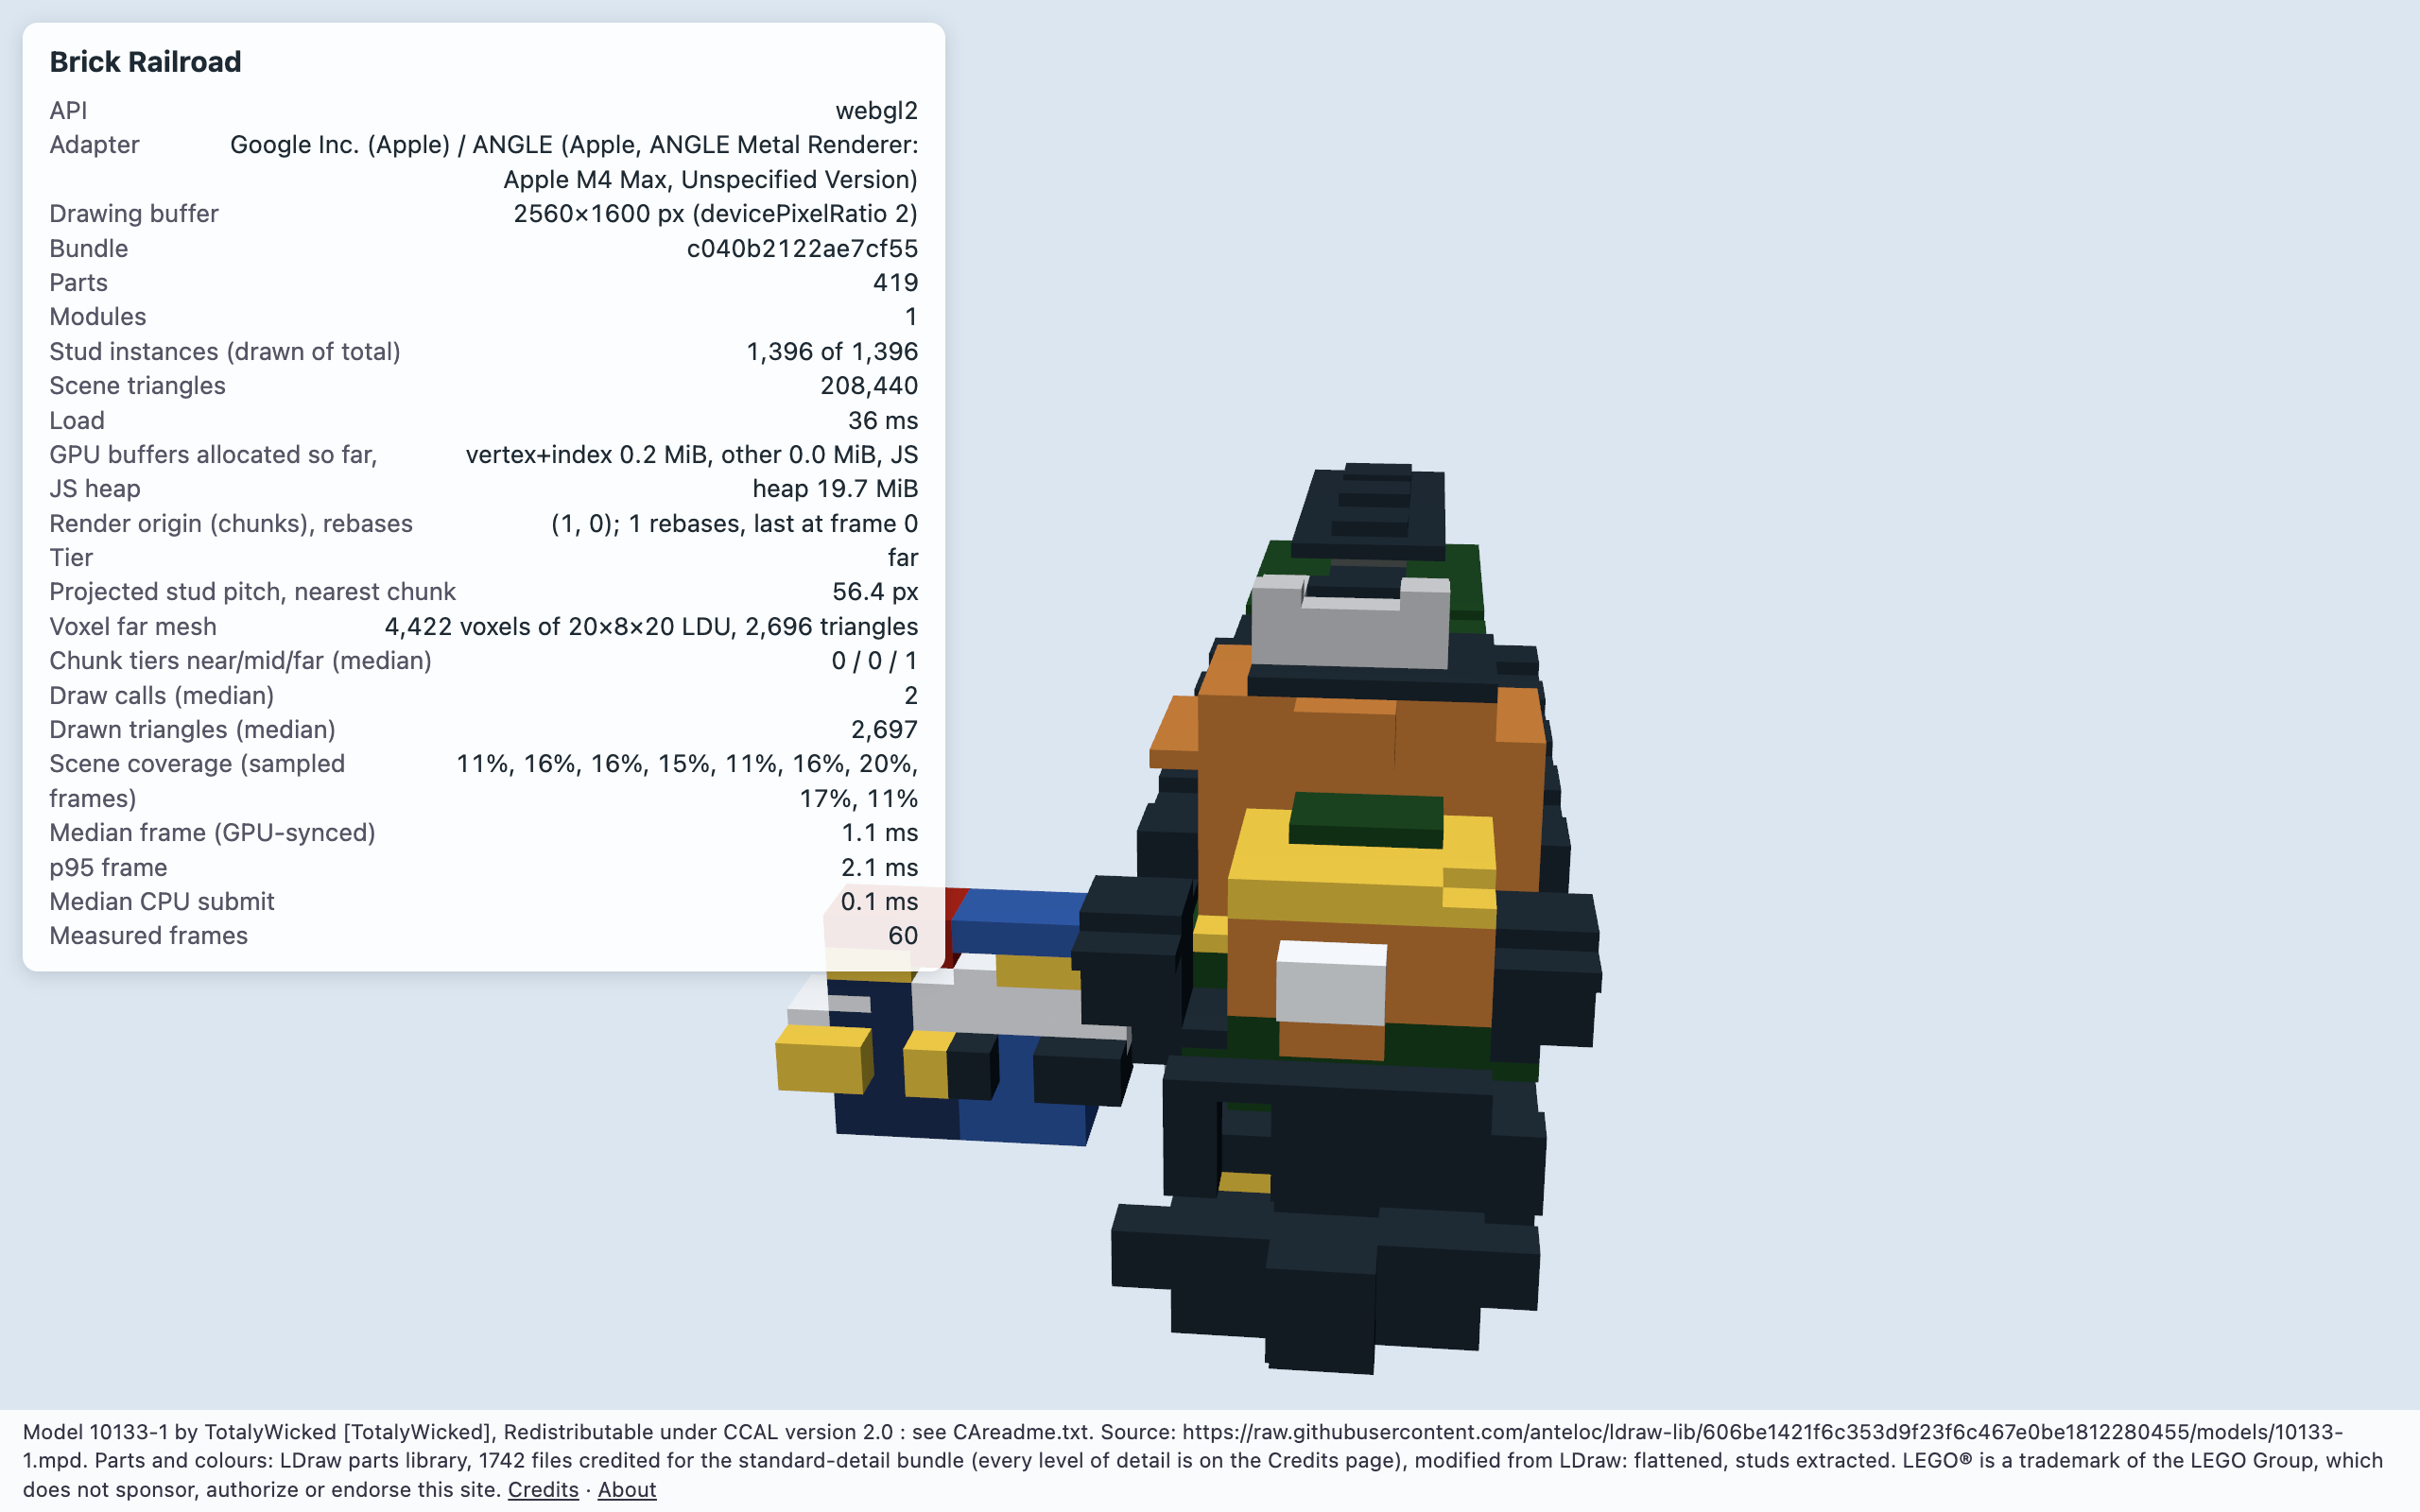 Brick Railroad
API webgl2
Adapter Google Inc. (Apple) / ANGLE (Apple, ANGLE Metal Renderer:
Apple M4 Max, Unspecified Version)
Drawing buffer 2560×1600 px (devicePixelRatio 2)
Bundle c040b2122ae7cf55
Parts 419
Modules 1
Stud instances (drawn of total) 1,396 of 1,396
Scene triangles 208,440
Load 36 ms
GPU buffers allocated so far, vertex+index 0.2 MiB, other 0.0 MiB, JS
JS heap heap 19.7 MiB
Render origin (chunks), rebases (1, 0); 1 rebases, last at frame 0
Tier far
Projected stud pitch, nearest chunk 56.4 px
Voxel far mesh 4,422 voxels of 20×8×20 LDU, 2,696 triangles
Chunk tiers near/mid/far (median) 0 / 0 / 1
Draw calls (median) 2
Drawn triangles (median) 2,697
Scene coverage (sampled 11%, 16%, 16%, 15%, 11%, 16%, 20%,
frames) 17%, 11%
Median frame (GPU-synced) 1.1 ms
p95 frame 2.1 ms
Median CPU submit 0.1 ms
Measured frames 60
Model 10133-1 by TotalyWicked [TotalyWicked], Redistributable under CCAL version 2.0 : see CAreadme.txt. Source: https://raw.githubusercontent.com/anteloc/ldraw-lib/606be1421f6c353d9f23f6c467e0be1812280455/models/10133-
1.mpd. Parts and colours: LDraw parts library, 1742 files credited for the standard-detail bundle (every level of detail is on the Credits page), modified from LDraw: flattened, studs extracted. LEGO® is a trademark of the LEGO Group, which
does not sponsor, authorize or endorse this site. Credits · About